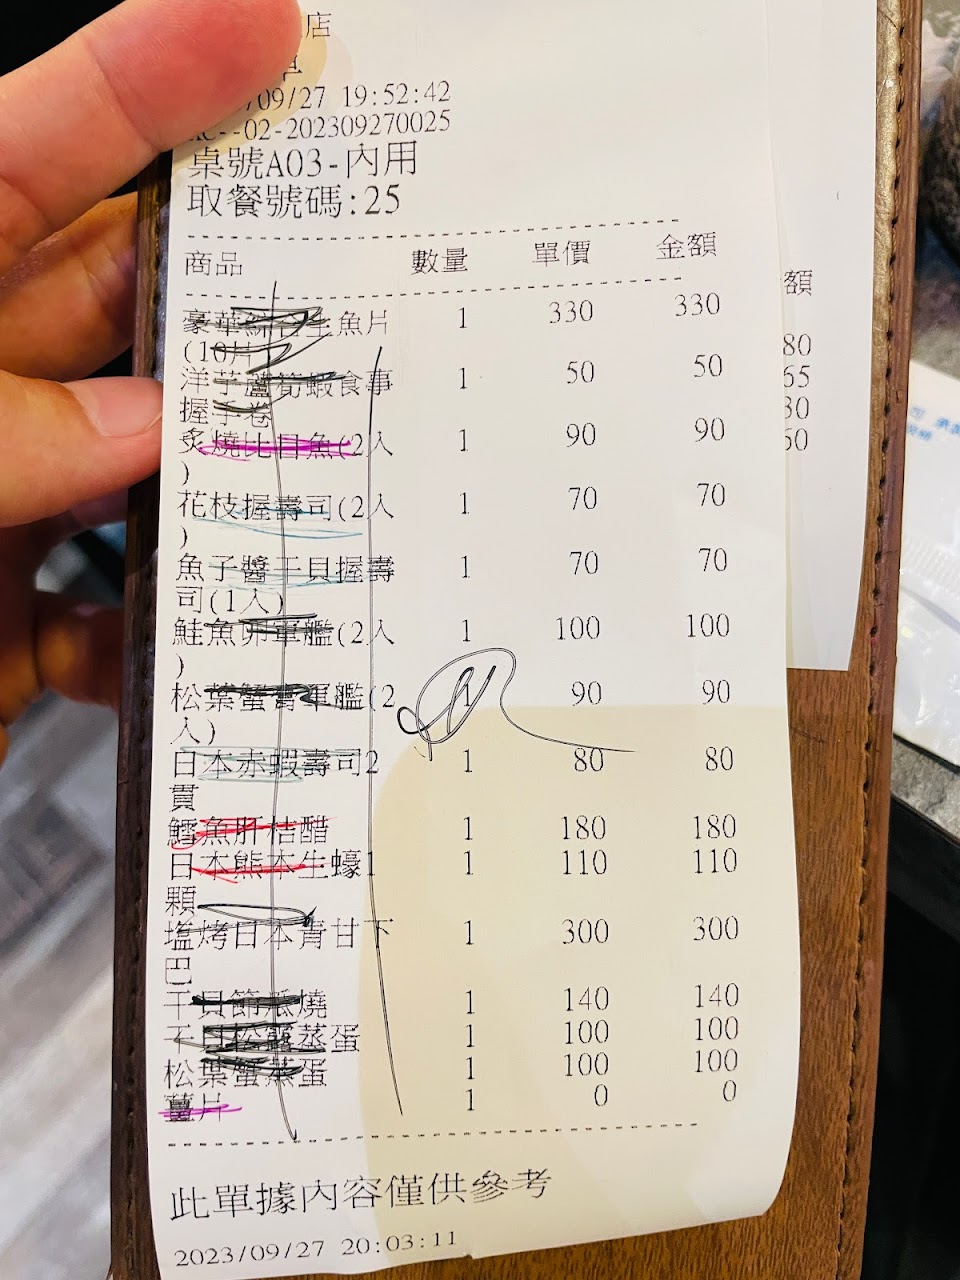 店
/09/27 19:52:42
--02-202309270025
桌號A03-內用
取餐號碼:25
商品 數量 單價 金額
豪華綜合生魚片 1 330 330
(10片)
洋芋蘆筍蝦食事 1 50 50
握手卷
炙燒比目魚(2入 1 90 90
)
花枝握壽司(2入 1 70 70
)
魚子醬干貝握壽 1 70 70
司(1入)
鮭魚卵軍艦(2入 1 100 100
)
松葉蟹膏軍艦(2 1 90 90
入)
日本赤蝦壽司2 1 80 80
貫
鱈魚肝桔醋 1 180 180
日本熊本生蠔1 1 110 110
顆
塩烤日本青甘下 1 300 300
巴
干貝節瓜燒 1 140 140
干貝松露蒸蛋 1 100 100
松葉蟹蒸蛋 1 100 100
薑片 1 0 0
此單據內容僅供參考
2023/09/27 20:03:11
額
80
65
30
60